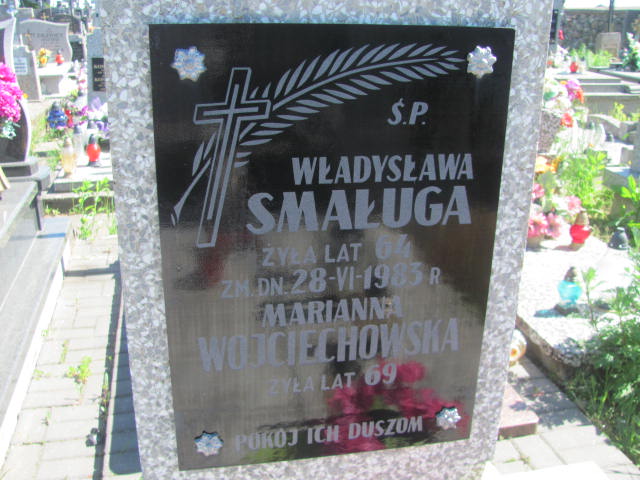 Ś.P.
WŁADYSŁAWA
SMAŁUGA
ŻYŁA LAT 64
ZM. DN. 28-VI-1983 R
MARIANNA
WOJCIECHOWSKA
ŻYŁA LAT 69
POKÓJ ICH DUSZOM